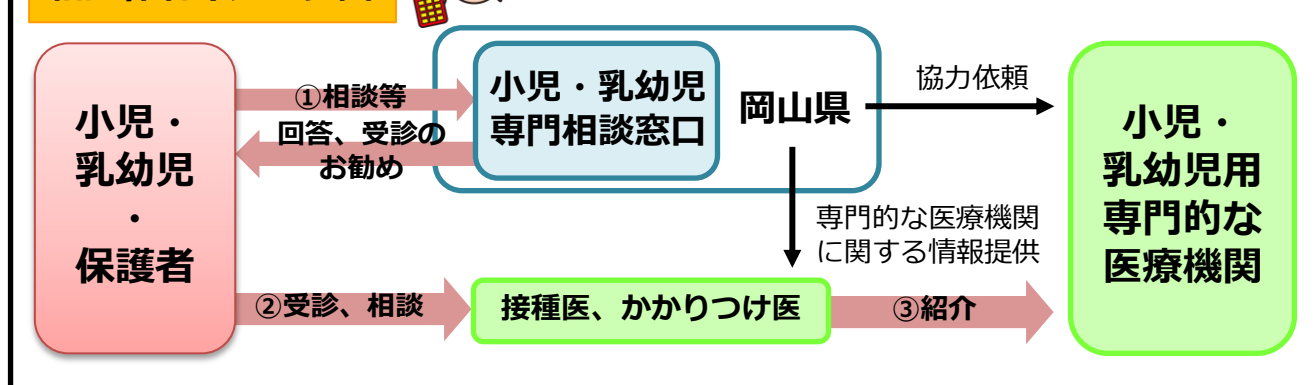 小児・
乳幼児
・
保護者
①相談等
回答、受診の
お勧め
小児・乳幼児
専門相談窓口
岡山県
協力依頼
専門的な医療機関
に関する情報提供
②受診、相談
接種医、かかりつけ医
③紹介
小児・
乳幼児用
専門的な
医療機関